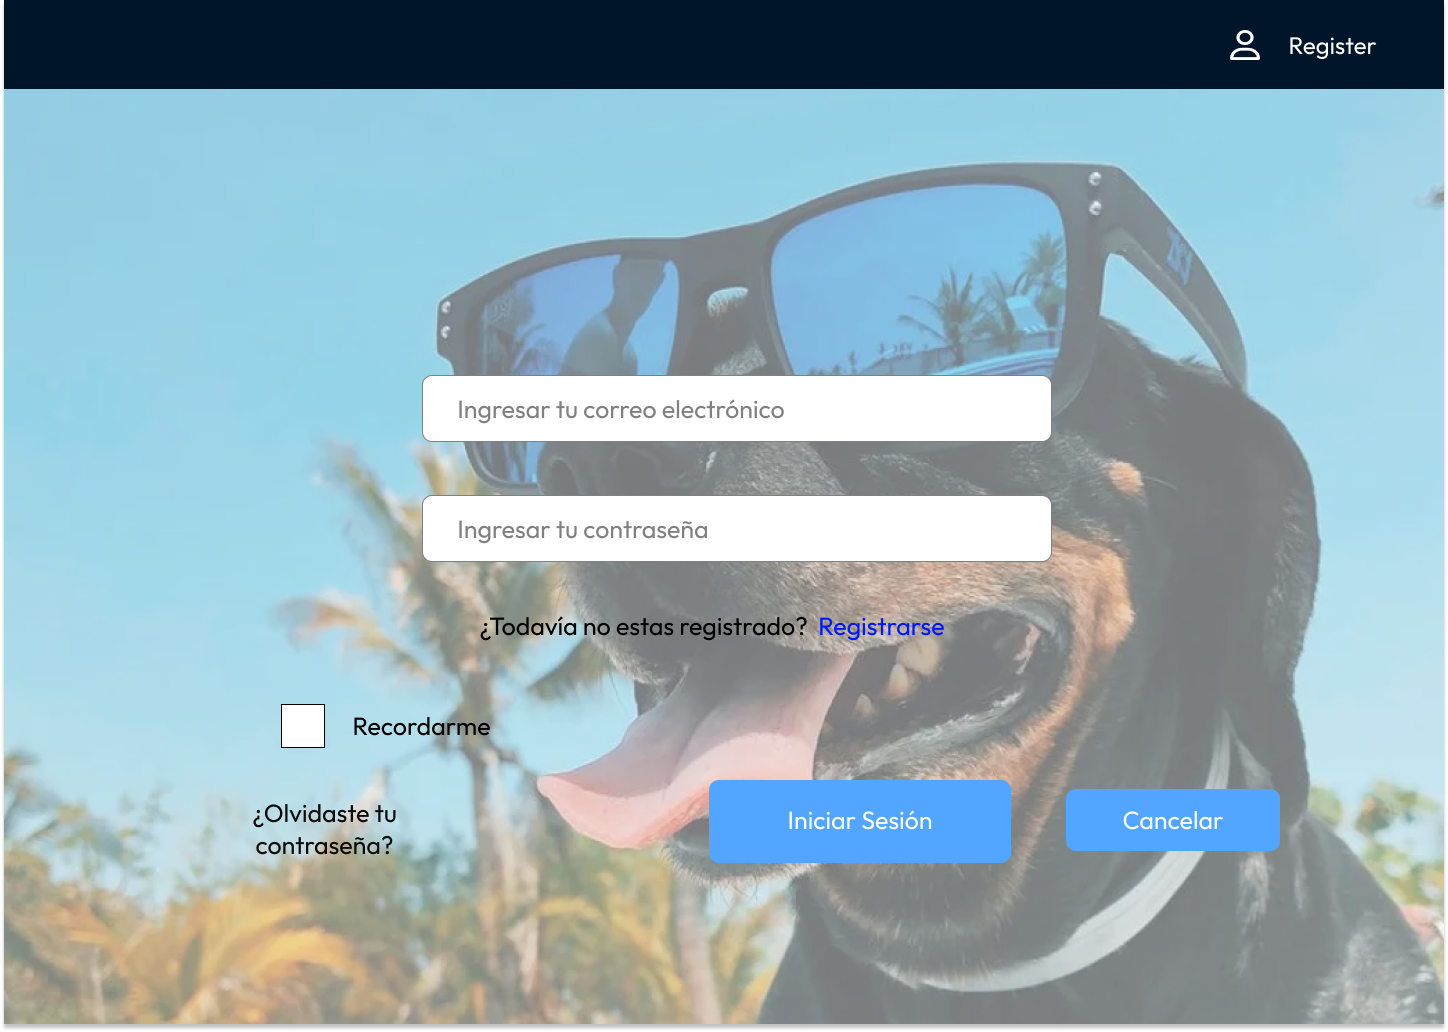 Register
Ingresar tu correo electrónico
Ingresar tu contraseña
¿Todavía no estas registrado? Registrarse
Recordarme
¿Olvidaste tu
contraseña?
Iniciar Sesión
Cancelar